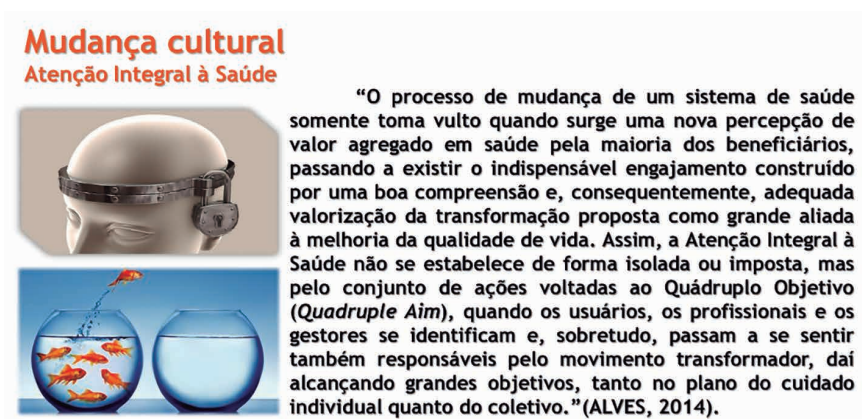 Mudança cultural
Atenção Integral à Saúde
“O processo de mudança de um sistema de saúde
somente toma vulto quando surge uma nova percepção de
valor agregado em saúde pela maioria dos beneficiários,
passando a existir o indispensável engajamento construído
por uma boa compreensão e, consequentemente, adequada
valorização da transformação proposta como grande aliada
à melhoria da qualidade de vida. Assim, a Atenção Integral à
Saúde não se estabelece de forma isolada ou imposta, mas
pelo conjunto de ações voltadas ao Quádruplo Objetivo
(Quadruple Aim), quando os usuários, os profissionais e os
gestores se identificam e, sobretudo, passam a se sentir
também responsáveis pelo movimento transformador, daí
alcançando grandes objetivos, tanto no plano do cuidado
individual quanto do coletivo.”(ALVES, 2014).